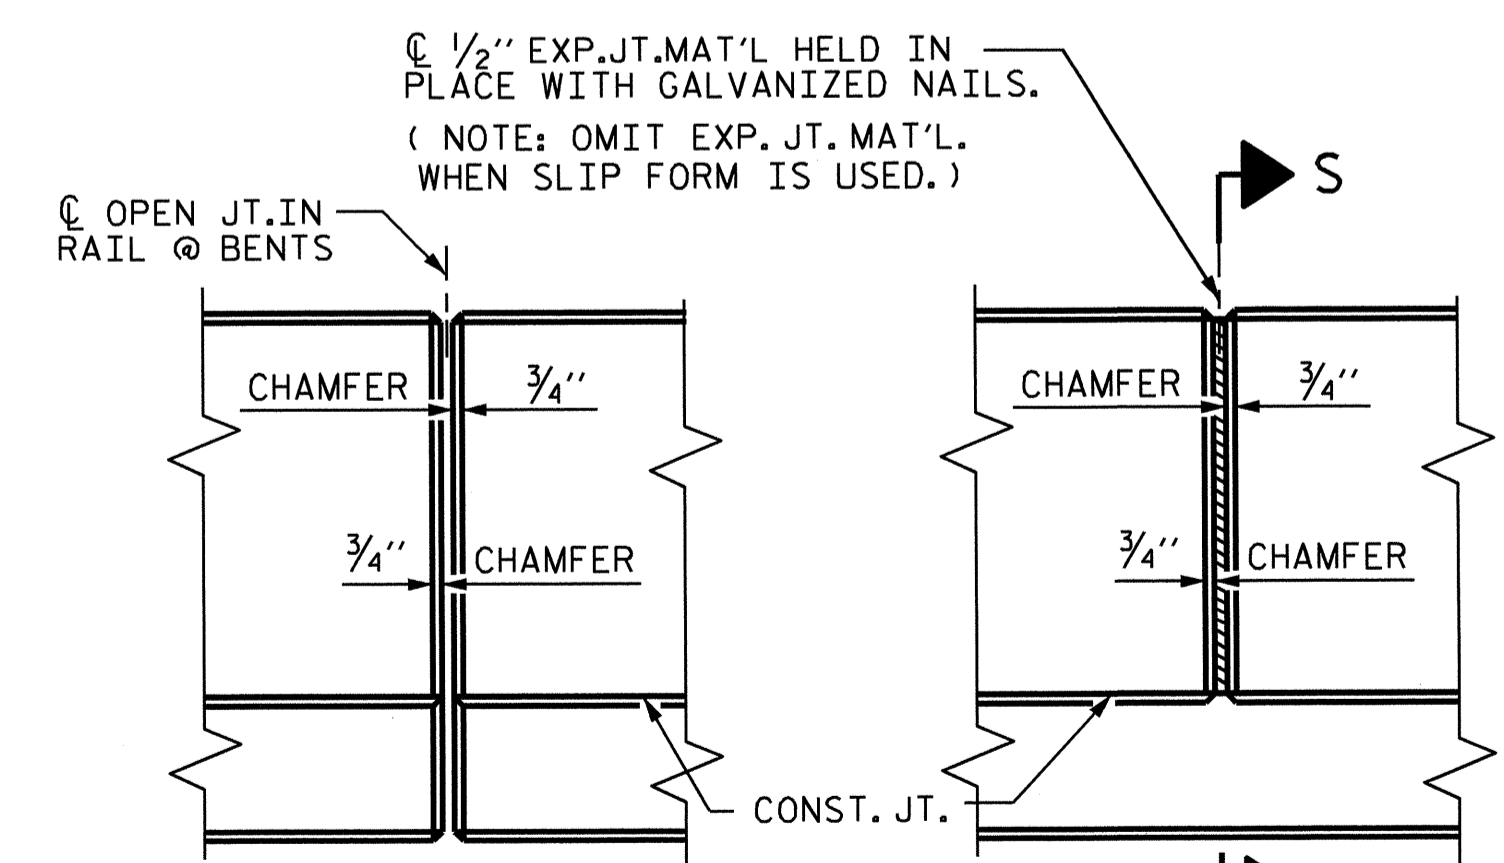 ℄ 1/2" EXP.JT.MAT'L HELD IN
PLACE WITH GALVANIZED NAILS.
( NOTE: OMIT EXP. JT. MAT'L.
WHEN SLIP FORM IS USED.)
S
℄ OPEN JT.IN
RAIL @ BENTS
CHAMFER
3/4"
CHAMFER
3/4"
3/4"
CHAMFER
3/4"
CHAMFER
CONST. JT.